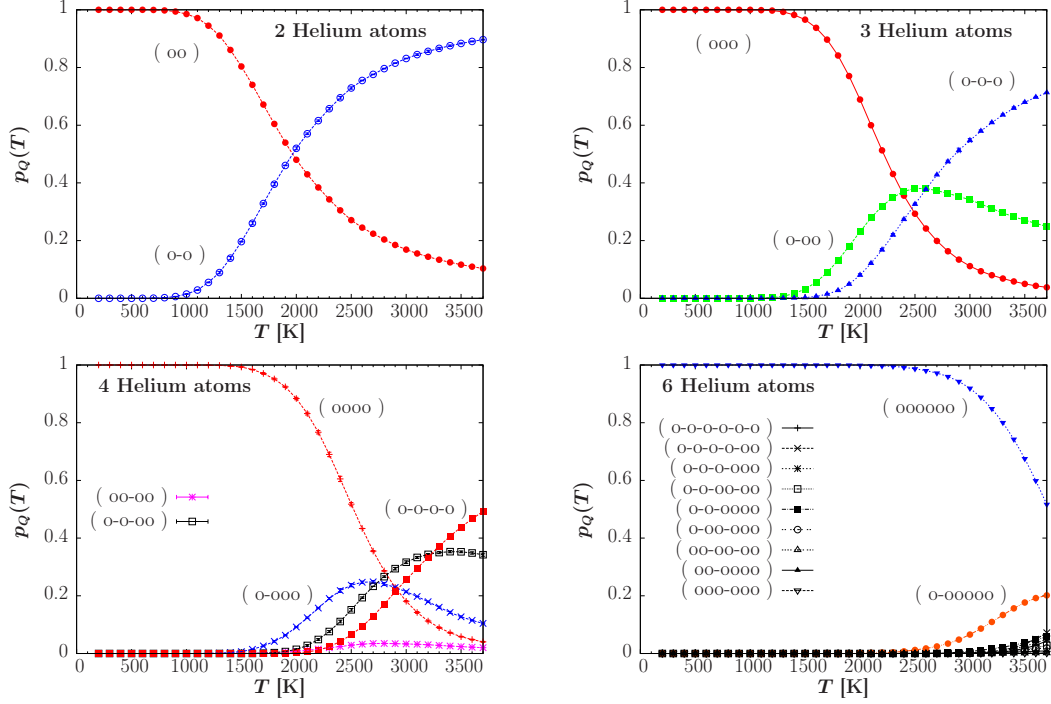 2 Helium atoms
( oo )
( o-o )
1
0.8
0.6
0.4
0.2
0
p_Q(T)
0 500 1000 1500 2000 2500 3000 3500
T [K]
3 Helium atoms
( ooo )
( o-o-o )
( o-oo )
1
0.8
0.6
0.4
0.2
0
p_Q(T)
0 500 1000 1500 2000 2500 3000 3500
T [K]
4 Helium atoms
( oooo )
( oo-oo )
( o-o-oo )
( o-o-o-o )
( o-ooo )
1
0.8
0.6
0.4
0.2
0
p_Q(T)
0 500 1000 1500 2000 2500 3000 3500
T [K]
6 Helium atoms
( oooooo )
( o-o-o-o-o-o )
( o-o-o-o-oo )
( o-o-o-ooo )
( o-o-oo-oo )
( o-o-oooo )
( o-oo-ooo )
( oo-oo-oo )
( oo-oooo )
( ooo-ooo )
( o-ooooo )
1
0.8
0.6
0.4
0.2
0
p_Q(T)
0 500 1000 1500 2000 2500 3000 3500
T [K]